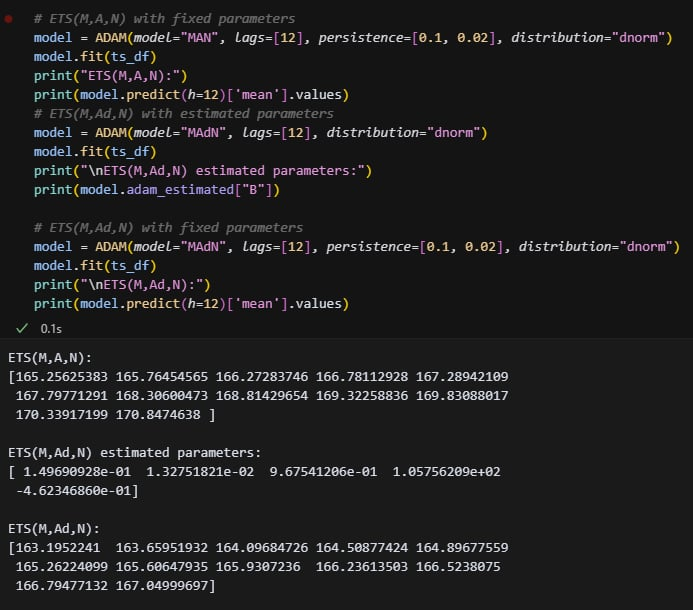 # ETS(M,A,N) with fixed parameters
model = ADAM(model="MAN", lags=[12], persistence=[0.1, 0.02], distribution="dnorm")
model.fit(ts_df)
print("ETS(M,A,N):")
print(model.predict(h=12)['mean'].values)
# ETS(M,Ad,N) with estimated parameters
model = ADAM(model="MAdN", lags=[12], distribution="dnorm")
model.fit(ts_df)
print("\nETS(M,Ad,N) estimated parameters:")
print(model.adam_estimated["B"])
# ETS(M,Ad,N) with fixed parameters
model = ADAM(model="MAdN", lags=[12], persistence=[0.1, 0.02], distribution="dnorm")
model.fit(ts_df)
print("\nETS(M,Ad,N):")
print(model.predict(h=12)['mean'].values)
0.1s
ETS(M,A,N):
[165.25625383 165.76454565 166.27283746 166.78112928 167.28942109
167.79771291 168.30600473 168.81429654 169.32258836 169.83088017
170.33917199 170.8474638 ]
ETS(M,Ad,N) estimated parameters:
[ 1.49690928e-01 1.32751821e-02 9.67541206e-01 1.05756209e+02
-4.62346860e-01]
ETS(M,Ad,N):
[163.1952241 163.65951932 164.09684726 164.50877424 164.89677559
165.26224099 165.60647935 165.9307236 166.23613503 166.5238075
166.79477132 167.04999697]